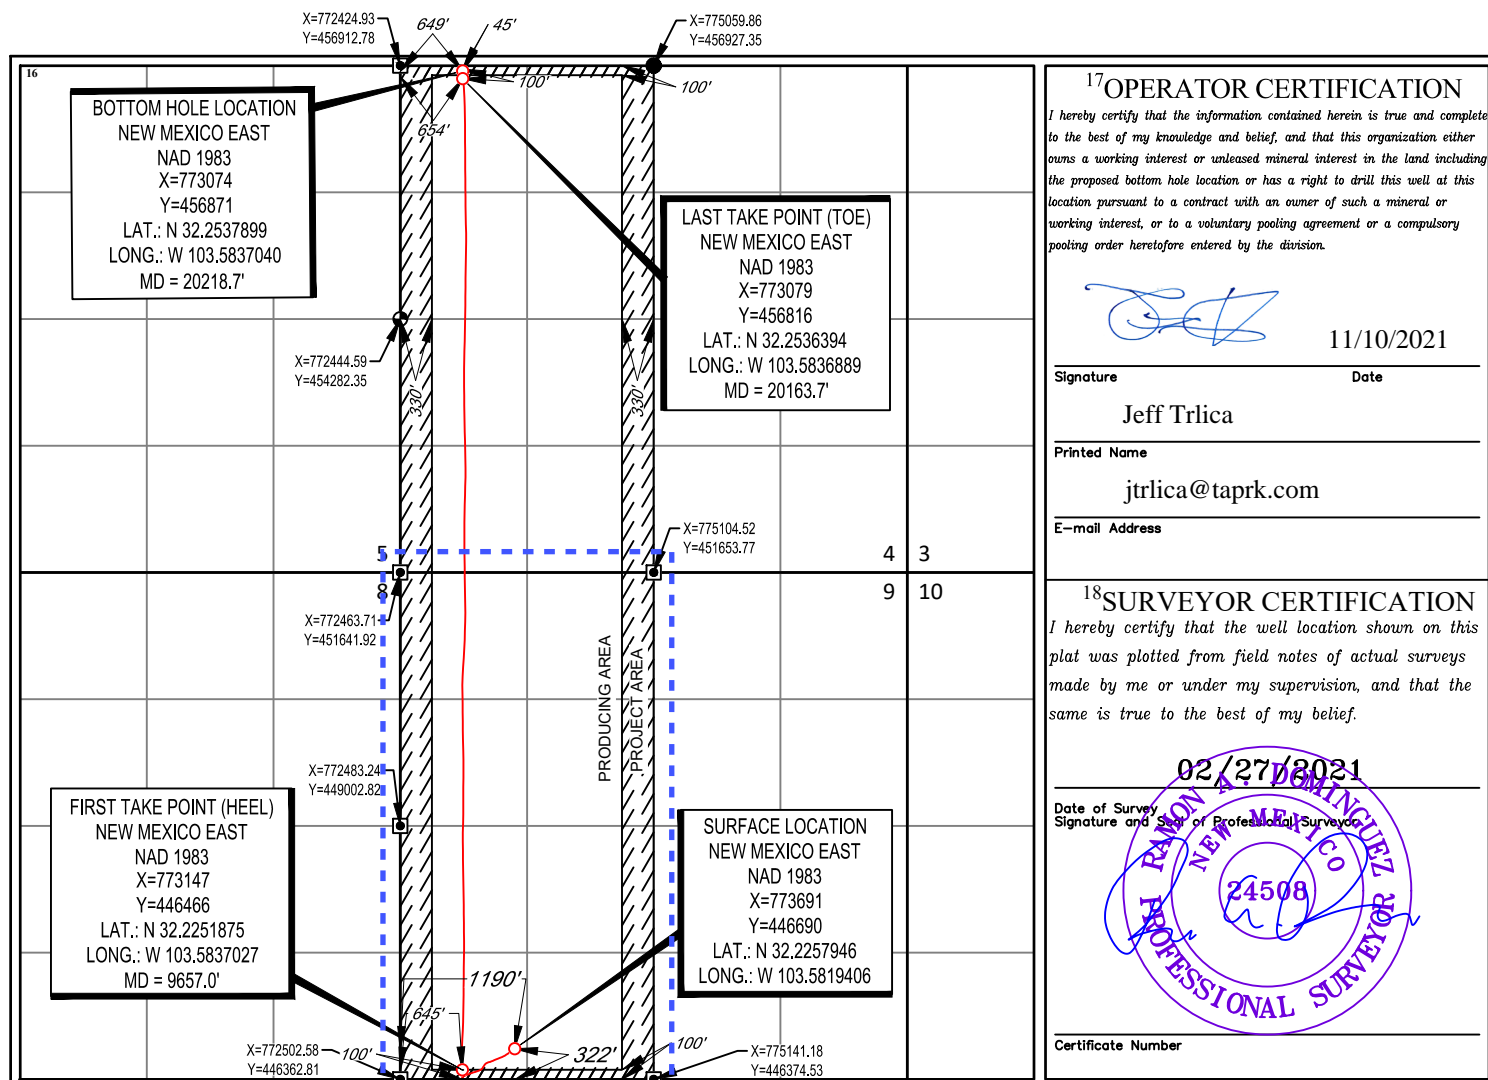 X=772424.93
Y=456912.78
649'
45'
X=775059.86
Y=456927.35
16
100'
100'
654'
BOTTOM HOLE LOCATION
NEW MEXICO EAST
NAD 1983
X=773074
Y=456871
LAT.: N 32.2537899
LONG.: W 103.5837040
MD = 20218.7'
LAST TAKE POINT (TOE)
NEW MEXICO EAST
NAD 1983
X=773079
Y=456816
LAT.: N 32.2536394
LONG.: W 103.5836889
MD = 20163.7'
X=772444.59
Y=454282.35
330'
330'
X=775104.52
Y=451653.77
5
4
3
8
9
10
X=772463.71
Y=451641.92
PRODUCING AREA
PROJECT AREA
X=772483.24
Y=449002.82
FIRST TAKE POINT (HEEL)
NEW MEXICO EAST
NAD 1983
X=773147
Y=446466
LAT.: N 32.2251875
LONG.: W 103.5837027
MD = 9657.0'
SURFACE LOCATION
NEW MEXICO EAST
NAD 1983
X=773691
Y=446690
LAT.: N 32.2257946
LONG.: W 103.5819406
1190'
645'
X=772502.58
Y=446362.81
100'
322'
100'
X=775141.18
Y=446374.53
17OPERATOR CERTIFICATION
I hereby certify that the information contained herein is true and complete
to the best of my knowledge and belief, and that this organization either
owns a working interest or unleased mineral interest in the land including
the proposed bottom hole location or has a right to drill this well at this
location pursuant to a contract with an owner of such a mineral or
working interest, or to a voluntary pooling agreement or a compulsory
pooling order heretofore entered by the division.
11/10/2021
Signature Date
Jeff Trlica
Printed Name
jtrlica@taprk.com
E-mail Address
18SURVEYOR CERTIFICATION
I hereby certify that the well location shown on this
plat was plotted from field notes of actual surveys
made by me or under my supervision, and that the
same is true to the best of my belief.
02/27/2021
Date of Survey
Signature and Seal of Professional Surveyor
RAMON A. DOMINGUEZ
NEW MEXICO
24508
PROFESSIONAL SURVEYOR
Certificate Number